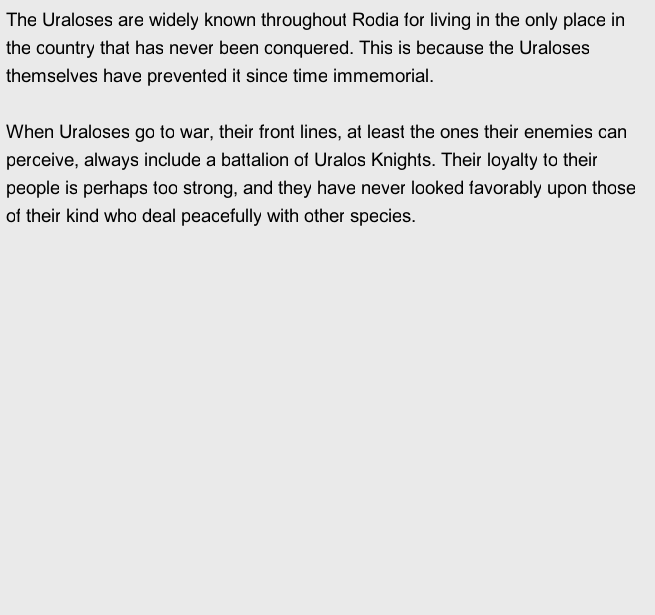 The Uraloses are widely known throughout Rodia for living in the only place in
the country that has never been conquered. This is because the Uraloses
themselves have prevented it since time immemorial.

When Uraloses go to war, their front lines, at least the ones their enemies can
perceive, always include a battalion of Uralos Knights. Their loyalty to their
people is perhaps too strong, and they have never looked favorably upon those
of their kind who deal peacefully with other species.